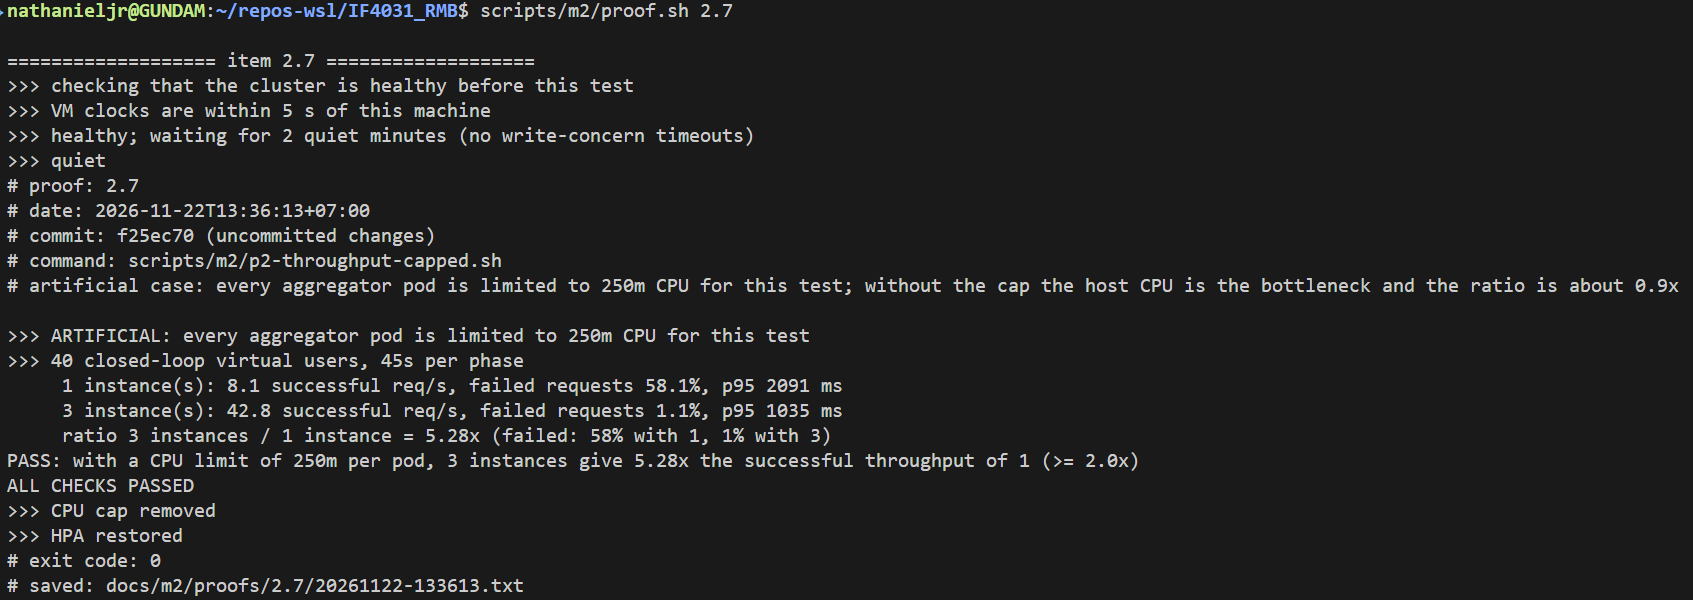 nathanieljr@GUNDAM:~/repos-wsl/IF4031_RMB$ scripts/m2/proof.sh 2.7
=================== item 2.7 ===================
>>> checking that the cluster is healthy before this test
>>> VM clocks are within 5 s of this machine
>>> healthy; waiting for 2 quiet minutes (no write-concern timeouts)
>>> quiet
# proof: 2.7
# date: 2026-11-22T13:36:13+07:00
# commit: f25ec70 (uncommitted changes)
# command: scripts/m2/p2-throughput-capped.sh
# artificial case: every aggregator pod is limited to 250m CPU for this test; without the cap the host CPU is the bottleneck and the ratio is about 0.9x
>>> ARTIFICIAL: every aggregator pod is limited to 250m CPU for this test
>>> 40 closed-loop virtual users, 45s per phase
1 instance(s): 8.1 successful req/s, failed requests 58.1%, p95 2091 ms
3 instance(s): 42.8 successful req/s, failed requests 1.1%, p95 1035 ms
ratio 3 instances / 1 instance = 5.28x (failed: 58% with 1, 1% with 3)
PASS: with a CPU limit of 250m per pod, 3 instances give 5.28x the successful throughput of 1 (>= 2.0x)
ALL CHECKS PASSED
>>> CPU cap removed
>>> HPA restored
# exit code: 0
# saved: docs/m2/proofs/2.7/20261122-133613.txt